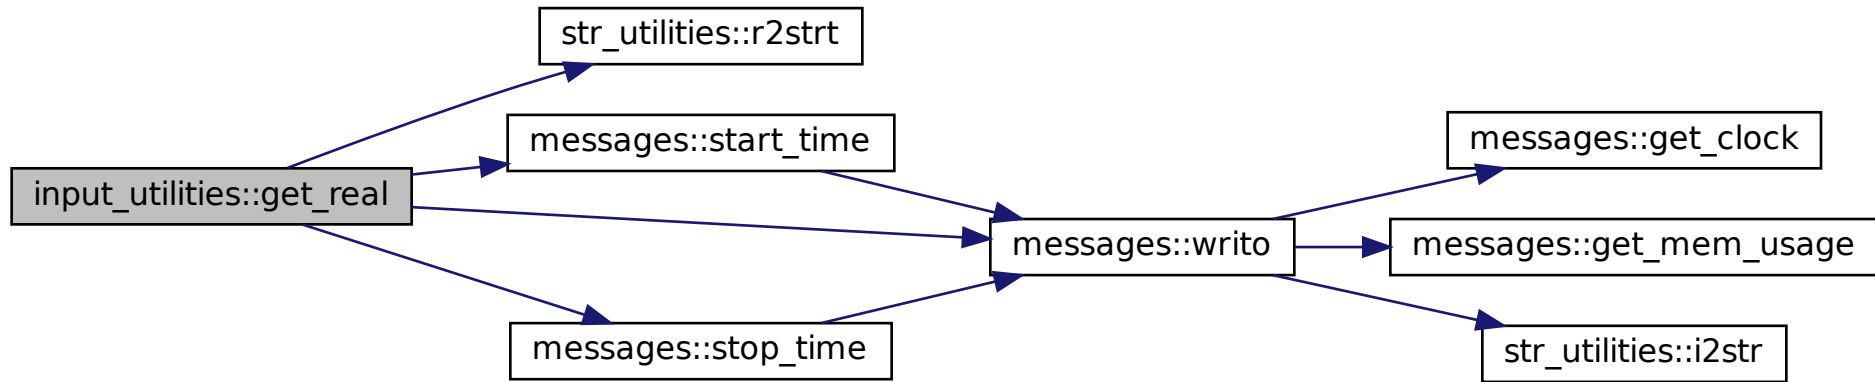 str_utilities::r2strt
messages::start_time
messages::get_clock
input_utilities::get_real
messages::writo
messages::get_mem_usage
messages::stop_time
str_utilities::i2str